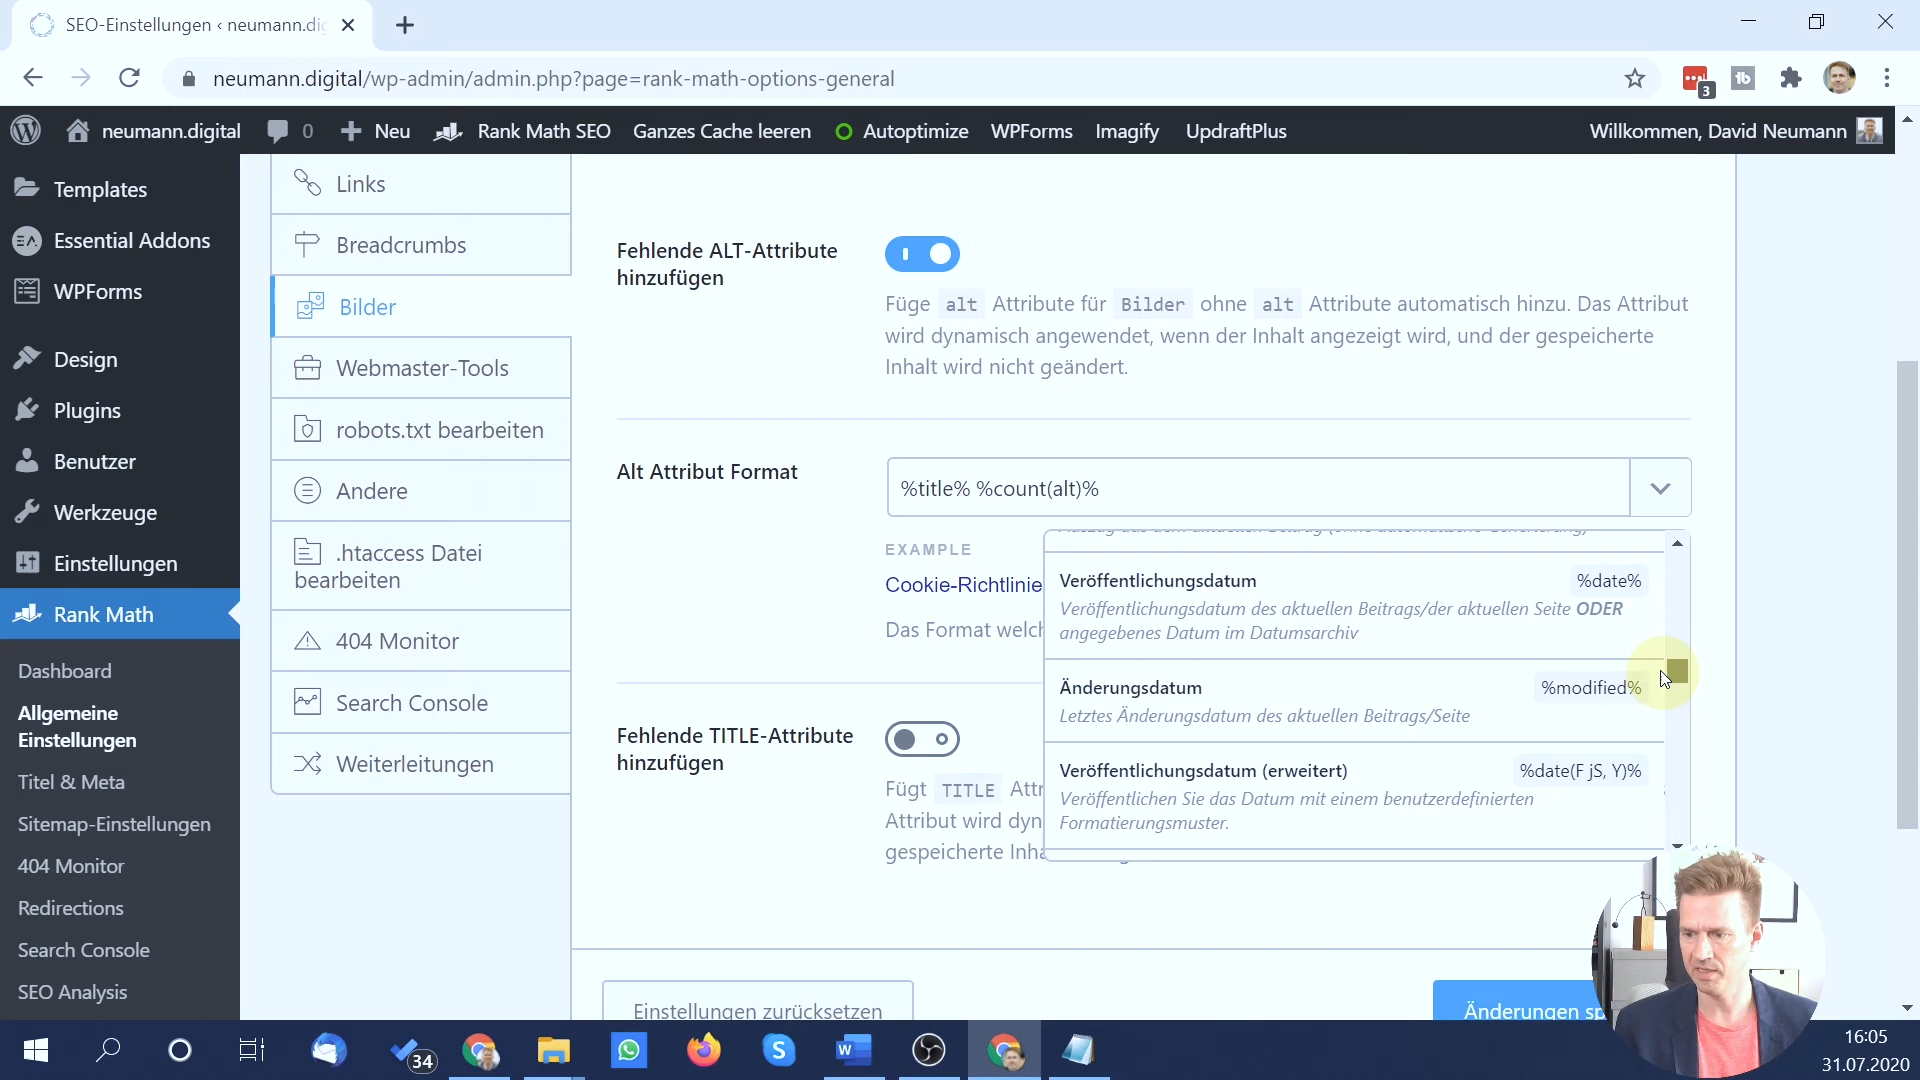 SEO-Einstellungen ‹ neumann.dig
neumann.digital/wp-admin/admin.php?page=rank-math-options-general
3
neumann.digital
0
Neu
Rank Math SEO
Ganzes Cache leeren
Autoptimize
WPForms
Imagify
UpdraftPlus
Willkommen, David Neumann
Templates
Essential Addons
WPForms
Design
Plugins
Benutzer
Werkzeuge
Einstellungen
Rank Math
Dashboard
Allgemeine
Einstellungen
Titel & Meta
Sitemap-Einstellungen
404 Monitor
Redirections
Search Console
SEO Analysis
Links
Breadcrumbs
Bilder
Webmaster-Tools
robots.txt bearbeiten
Andere
.htaccess Datei
bearbeiten
404 Monitor
Search Console
Weiterleitungen
Fehlende ALT-Attribute
hinzufügen
Füge alt Attribute für Bilder ohne alt Attribute automatisch hinzu. Das Attribut
wird dynamisch angewendet, wenn der Inhalt angezeigt wird, und der gespeicherte
Inhalt wird nicht geändert.
Alt Attribut Format
%title% %count(alt)%
EXAMPLE
Cookie-Richtlinie
Das Format welch
Veröffentlichungsdatum
%date%
Veröffentlichungsdatum des aktuellen Beitrags/der aktuellen Seite ODER
angegebenes Datum im Datumsarchiv
Änderungsdatum
%modified%
Letztes Änderungsdatum des aktuellen Beitrags/Seite
Veröffentlichungsdatum (erweitert)
%date(F jS, Y)%
Veröffentlichen Sie das Datum mit einem benutzerdefinierten
Formatierungsmuster.
Fehlende TITLE-Attribute
hinzufügen
Fügt TITLE Attr
Attribut wird dyn
gespeicherte Inha
Einstellungen zurücksetzen
Änderungen sp
34
16:05
31.07.2020